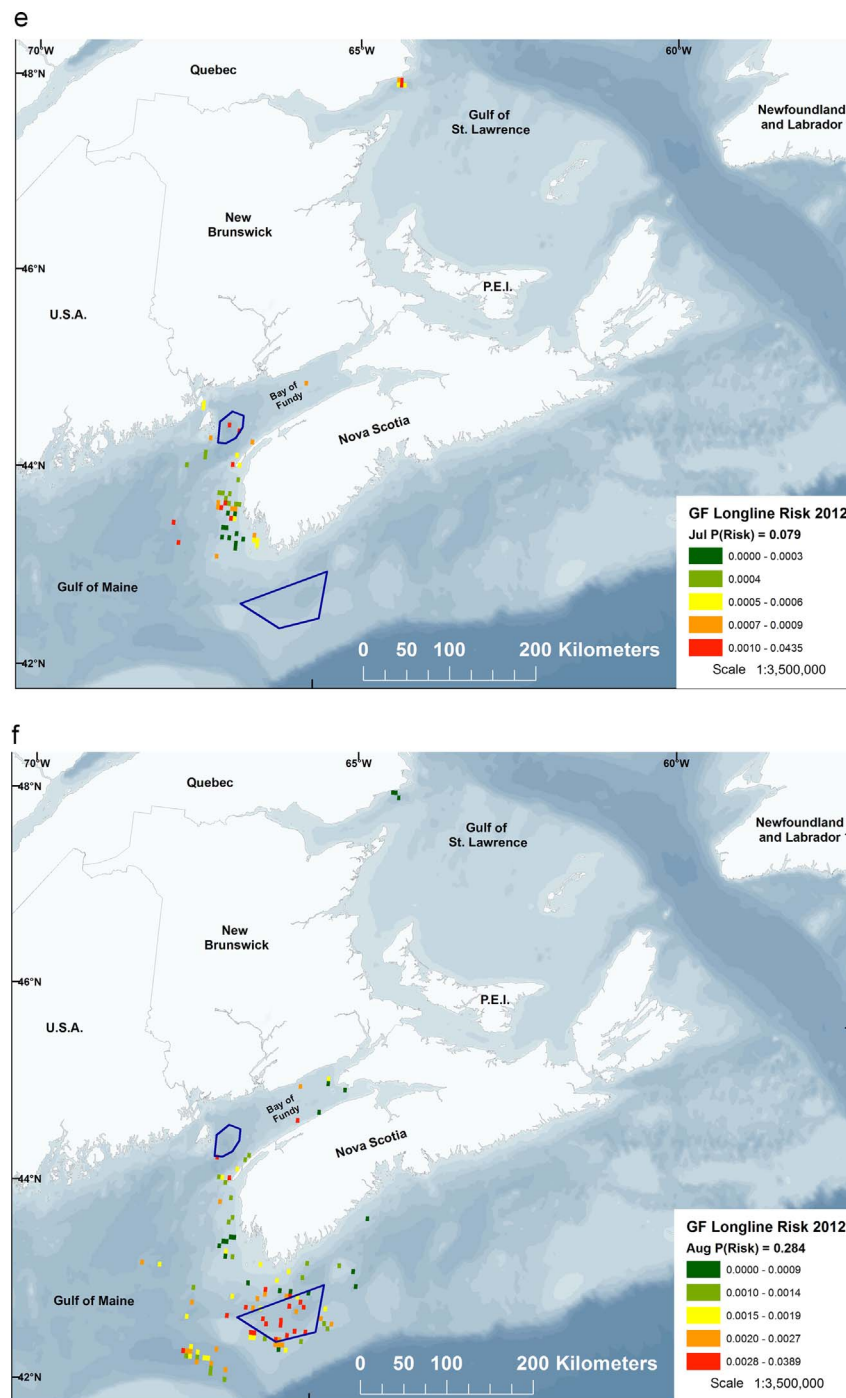 e
70°W
65°W
60°W
48°N
Quebec
Gulf of
St. Lawrence
Newfoundland
and Labrador
New
Brunswick
46°N
P.E.I.
U.S.A.
Bay of
Fundy
Nova Scotia
44°N
Gulf of Maine
42°N
0 50 100 200 Kilometers
GF Longline Risk 2012
Jul P(Risk) = 0.079
0.0000 - 0.0003
0.0004
0.0005 - 0.0006
0.0007 - 0.0009
0.0010 - 0.0435
Scale 1:3,500,000
f
70°W
65°W
60°W
48°N
Quebec
Gulf of
St. Lawrence
Newfoundland
and Labrador
New
Brunswick
46°N
P.E.I.
U.S.A.
Bay of
Fundy
Nova Scotia
44°N
Gulf of Maine
42°N
0 50 100 200 Kilometers
GF Longline Risk 2012
Aug P(Risk) = 0.284
0.0000 - 0.0009
0.0010 - 0.0014
0.0015 - 0.0019
0.0020 - 0.0027
0.0028 - 0.0389
Scale 1:3,500,000